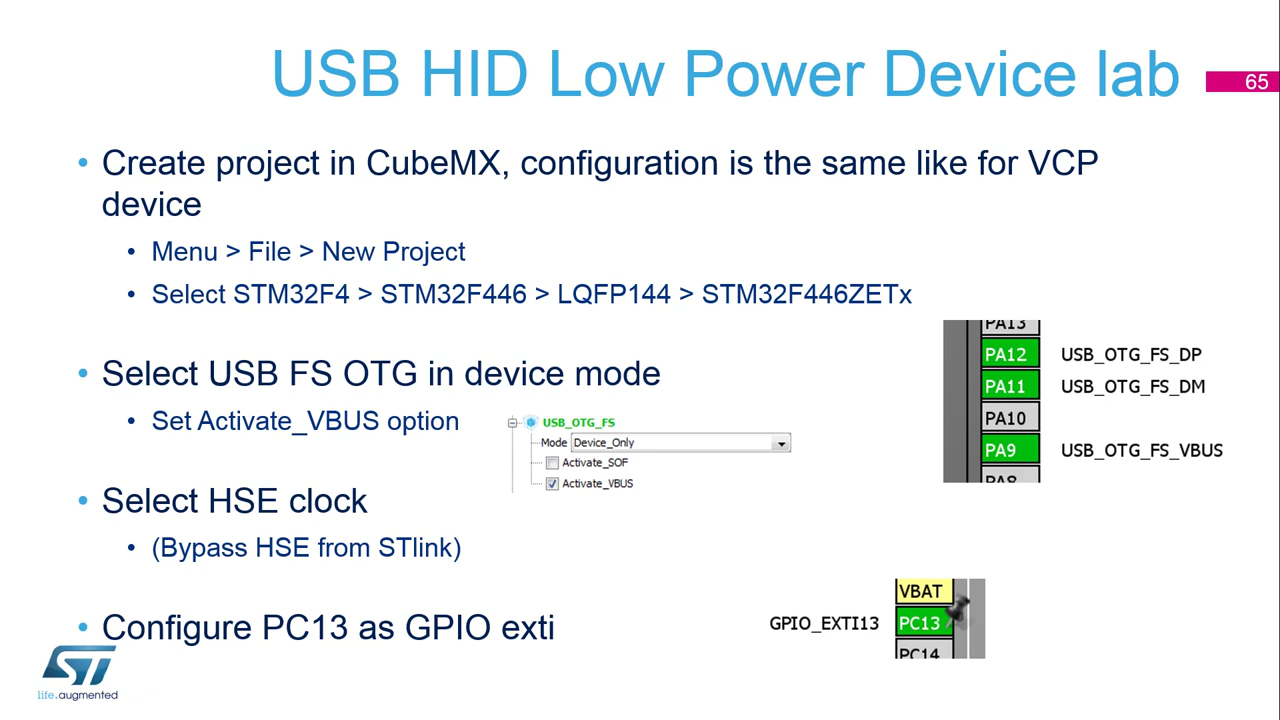 USB HID Low Power Device lab
65
• Create project in CubeMX, configuration is the same like for VCP
device
• Menu > File > New Project
• Select STM32F4 > STM32F446 > LQFP144 > STM32F446ZETx
PA13
PA12 USB_OTG_FS_DP
PA11 USB_OTG_FS_DM
PA10
PA9 USB_OTG_FS_VBUS
PA8
• Select USB FS OTG in device mode
• Set Activate_VBUS option
USB_OTG_FS
Mode Device_Only
Activate_SOF
Activate_VBUS
• Select HSE clock
• (Bypass HSE from STlink)
• Configure PC13 as GPIO exti
VBAT
GPIO_EXTI13 PC13
PC14
ST
life.augmented